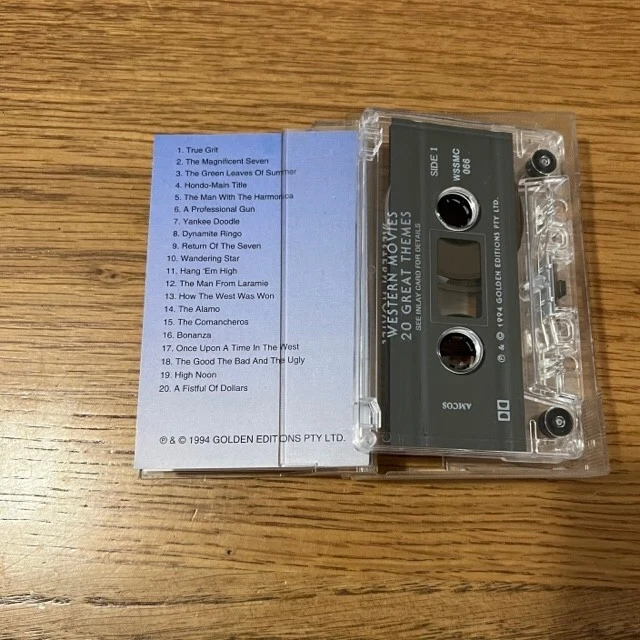 1. True Grit
2. The Magnificent Seven
3. The Green Leaves Of Summer
4. Hondo-Main Title
5. The Man With The Harmonica
6. A Professional Gun
7. Yankee Doodle
8. Dynamite Ringo
9. Return Of The Seven
10. Wandering Star
11. Hang 'Em High
12. The Man From Laramie
13. How The West Was Won
14. The Alamo
15. The Comancheros
16. Bonanza
17. Once Upon A Time In The West
18. The Good The Bad And The Ugly
19. High Noon
20. A Fistful Of Dollars
℗ & © 1994 GOLDEN EDITIONS PTY LTD.
SIDE 1
WSSMC
066
WESTERN MOVIES
20 GREAT THEMES
SEE INLAY CARD FOR DETAILS
AMCOS
℗ & © 1994 GOLDEN EDITIONS PTY LTD.